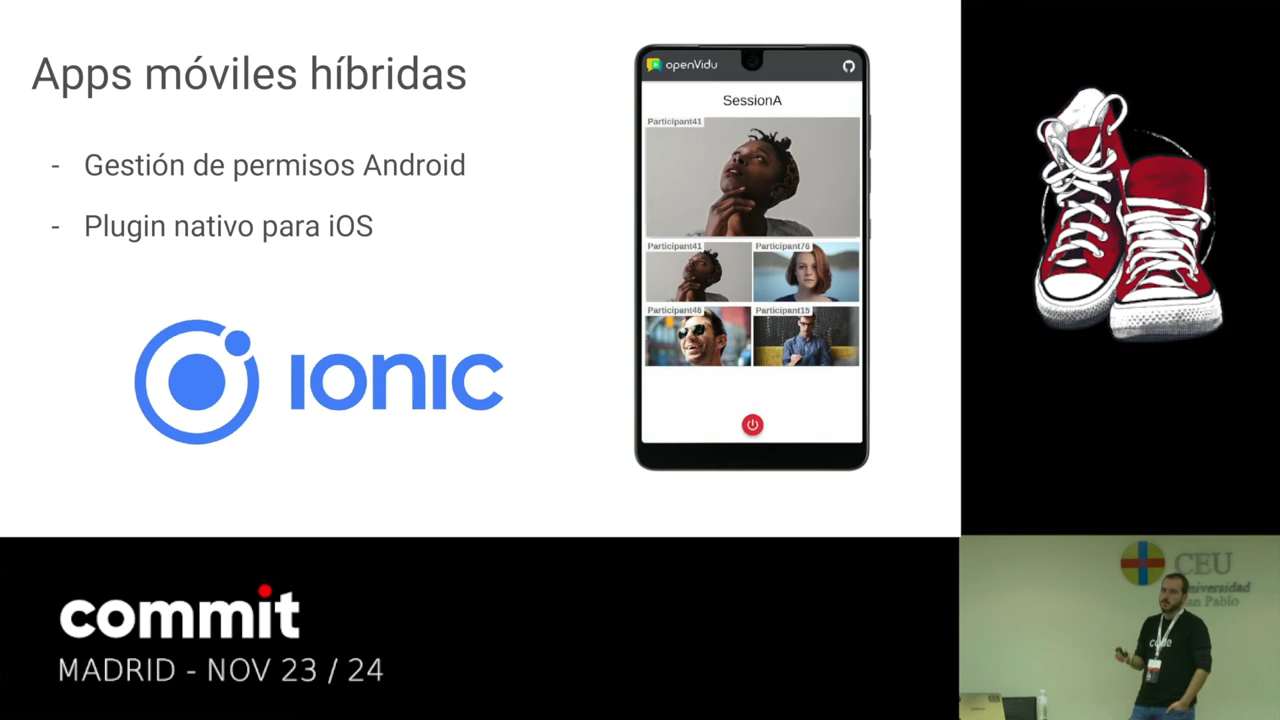 Apps móviles híbridas
- Gestión de permisos Android
- Plugin nativo para iOS
IONIC
openVidu
SessionA
Participant41
Participant41
Participant76
Participant46
Participant15
commit
MADRID - NOV 23 / 24
CEU
Universidad
San Pablo